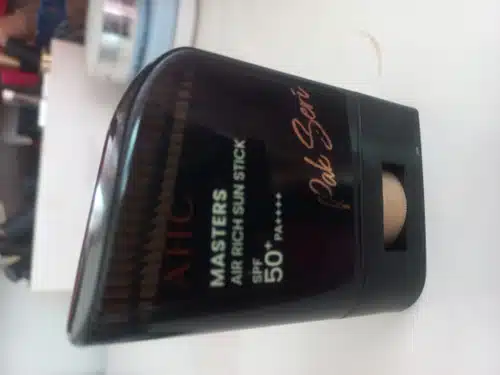 AHC
MASTERS
AIR RICH SUN STICK
SPF
50+
PA++++
Pak Seri